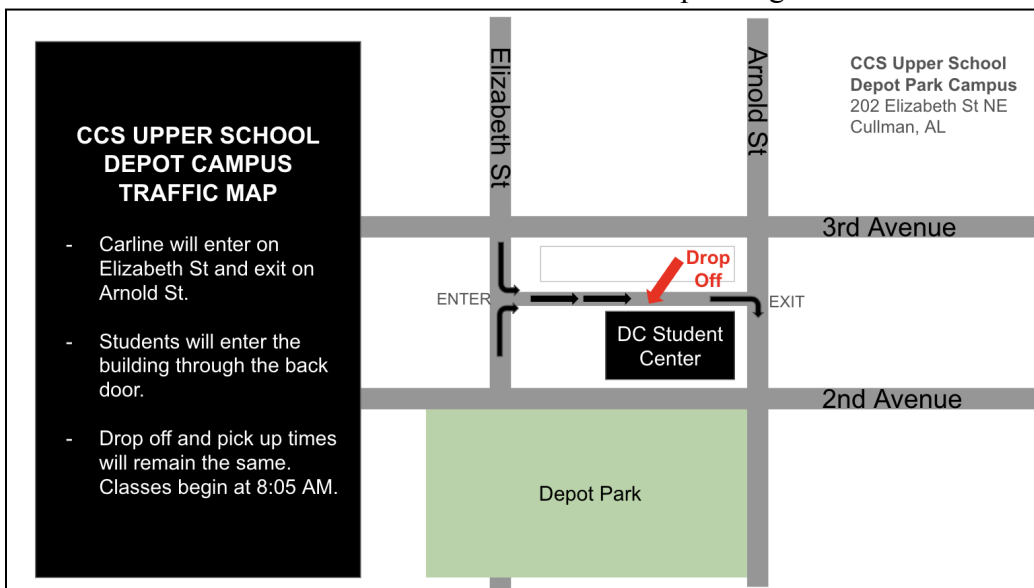 CCS UPPER SCHOOL
DEPOT CAMPUS
TRAFFIC MAP
- Carline will enter on
Elizabeth St and exit on
Arnold St.
- Students will enter the
building through the back
door.
- Drop off and pick up times
will remain the same.
Classes begin at 8:05 AM.
Elizabeth St
Arnold St
CCS Upper School
Depot Park Campus
202 Elizabeth St NE
Cullman, AL
3rd Avenue
Drop
Off
ENTER
EXIT
DC Student
Center
2nd Avenue
Depot Park